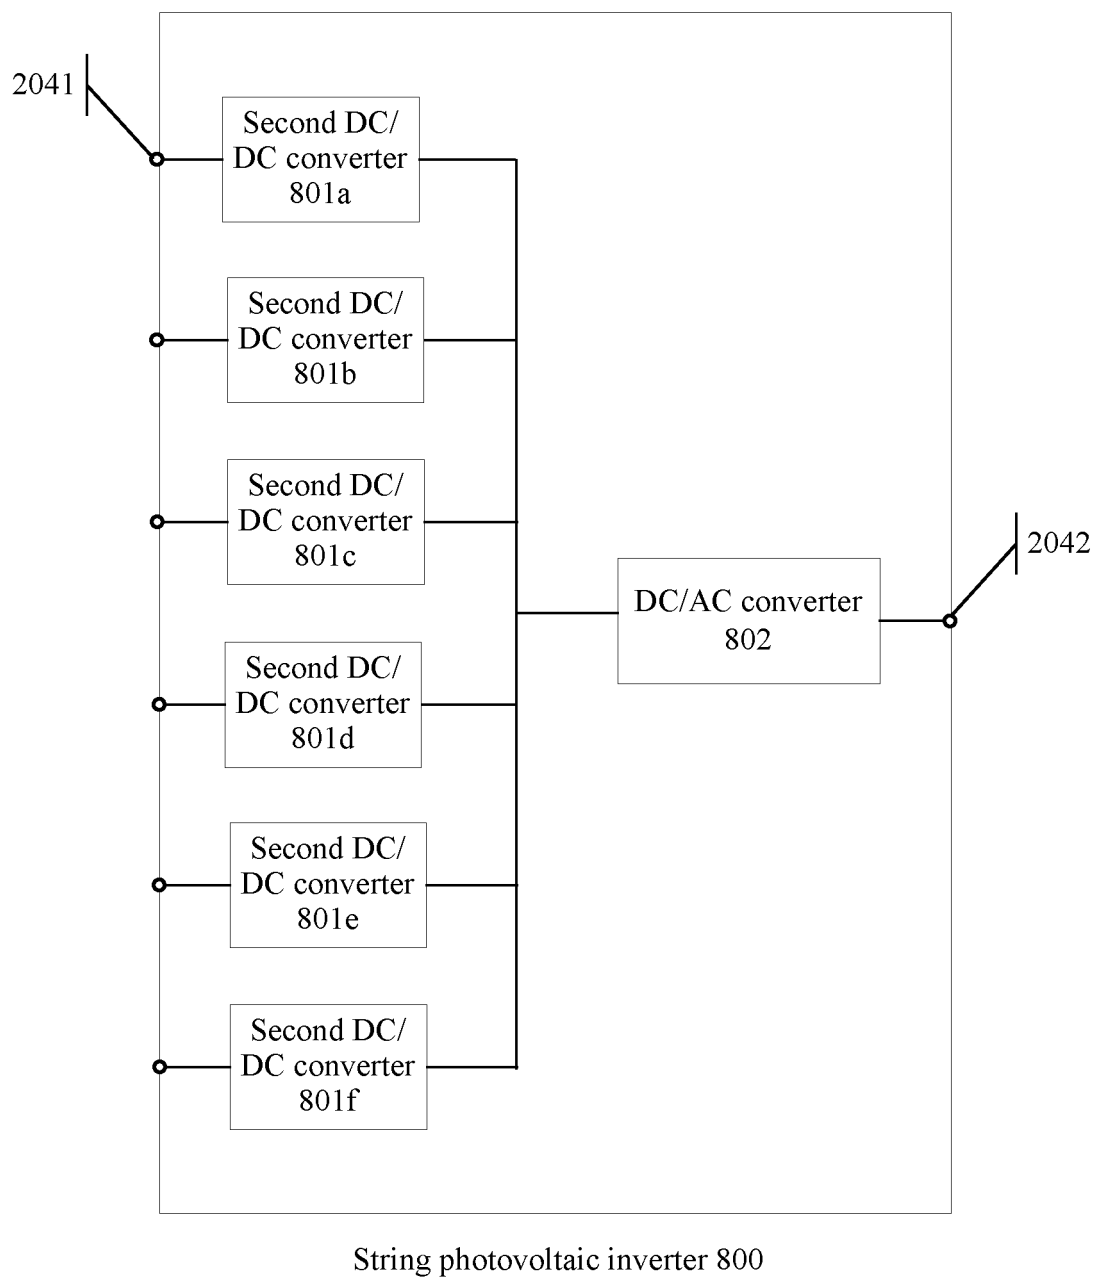 2041
Second DC/
DC converter
801a
Second DC/
DC converter
801b
Second DC/
DC converter
801c
2042
DC/AC converter
802
Second DC/
DC converter
801d
Second DC/
DC converter
801e
Second DC/
DC converter
801f
String photovoltaic inverter 800